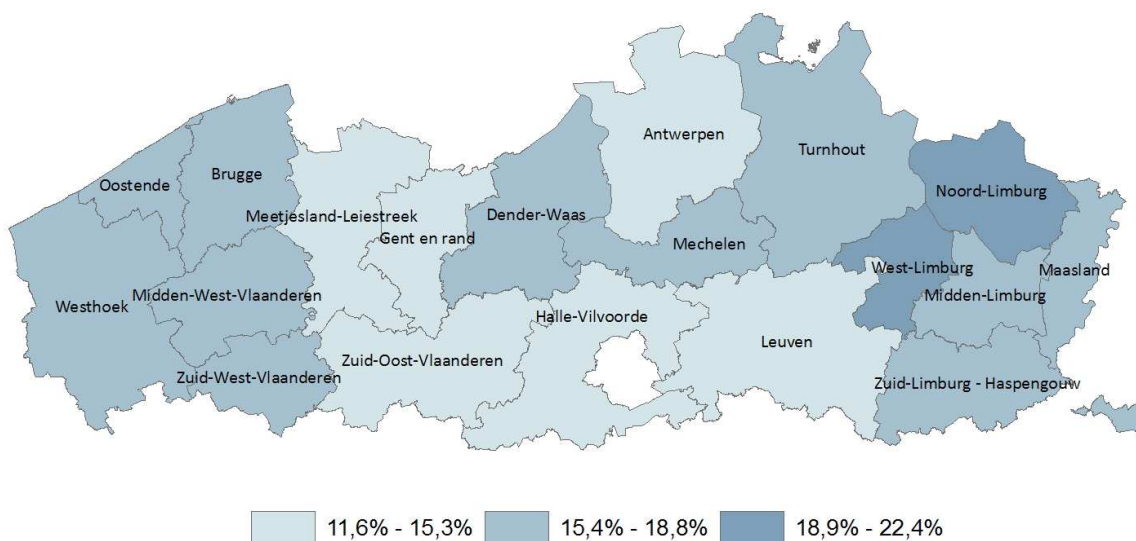 Antwerpen
Turnhout
Brugge
Oostende
Noord-Limburg
Meetjesland-Leiestreek
Dender-Waas
Gent en rand
Mechelen
West-Limburg
Maasland
Midden-West-Vlaanderen
Midden-Limburg
Westhoek
Halle-Vilvoorde
Leuven
Zuid-Oost-Vlaanderen
Zuid-West-Vlaanderen
Zuid-Limburg - Haspengouw
11,6% - 15,3% 15,4% - 18,8% 18,9% - 22,4%